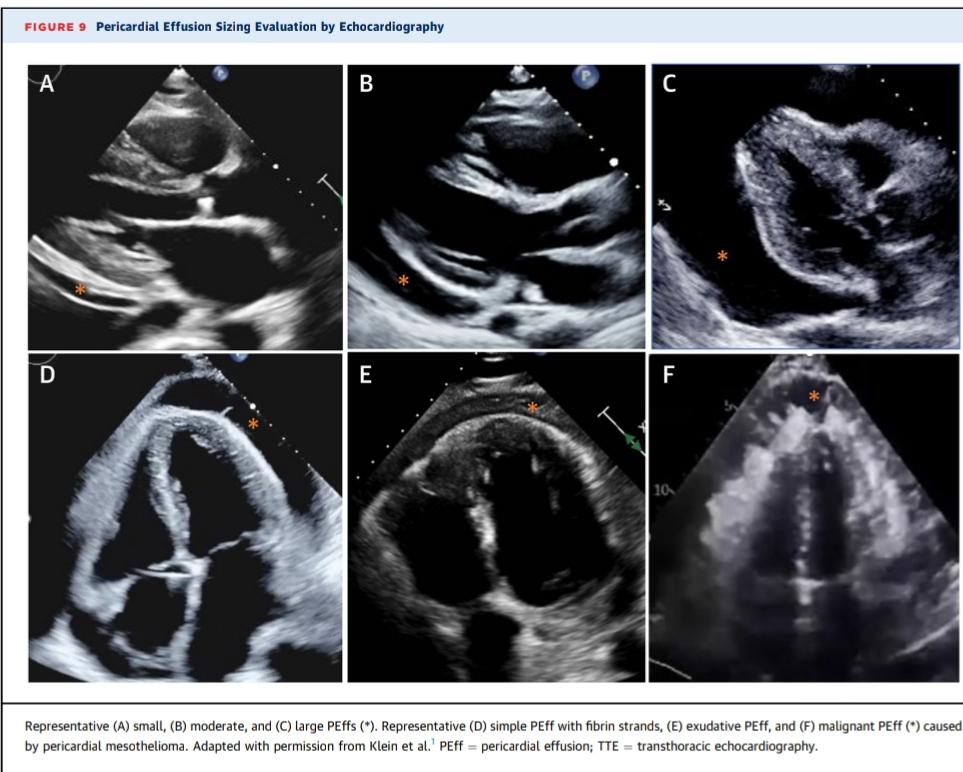 FIGURE 9 Pericardial Effusion Sizing Evaluation by Echocardiography
A
P
B
P
C
D
E
F
5
10
Representative (A) small, (B) moderate, and (C) large PEffs (*). Representative (D) simple PEff with fibrin strands, (E) exudative PEff, and (F) malignant PEff (*) caused
by pericardial mesothelioma. Adapted with permission from Klein et al.¹ PEff = pericardial effusion; TTE = transthoracic echocardiography.